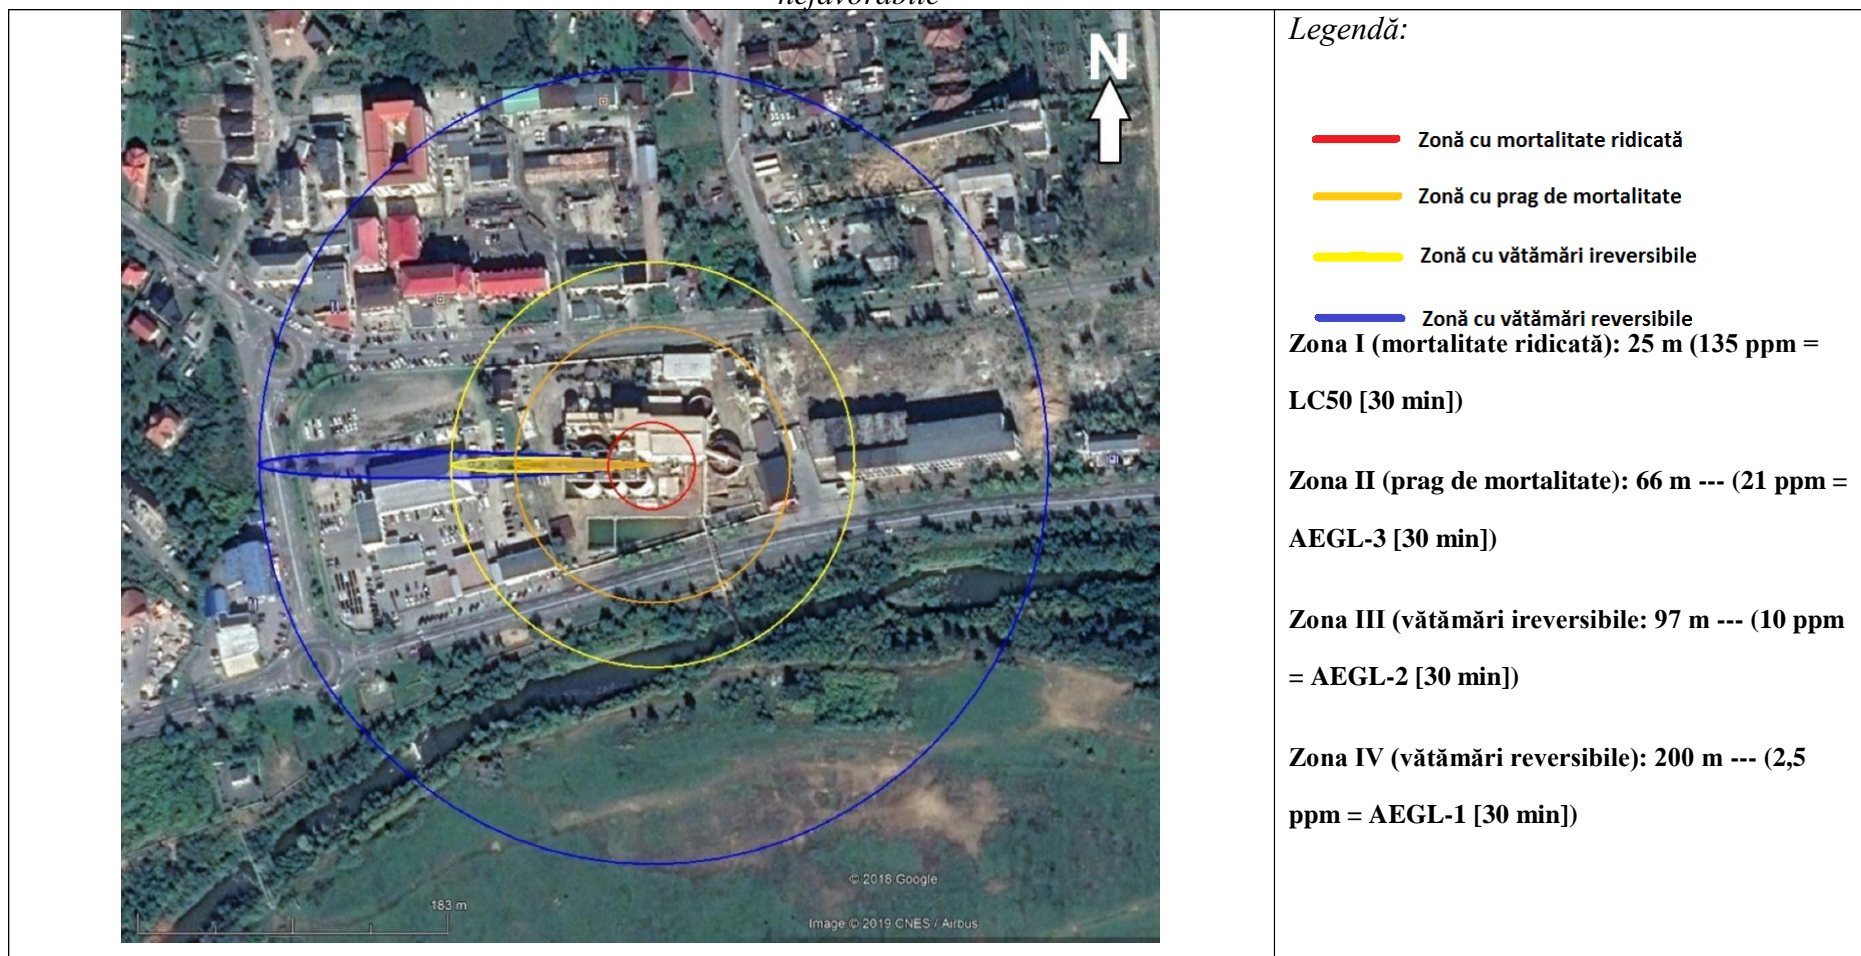 nefavorabile
N
183 m
© 2018 Google
Image © 2019 CNES / Airbus
Legendă:
Zonă cu mortalitate ridicată
Zonă cu prag de mortalitate
Zonă cu vătămări ireversibile
Zonă cu vătămări reversibile
Zona I (mortalitate ridicată): 25 m (135 ppm =
LC50 [30 min])
Zona II (prag de mortalitate): 66 m --- (21 ppm =
AEGL-3 [30 min])
Zona III (vătămări ireversibile: 97 m --- (10 ppm
= AEGL-2 [30 min])
Zona IV (vătămări reversibile): 200 m --- (2,5
ppm = AEGL-1 [30 min])